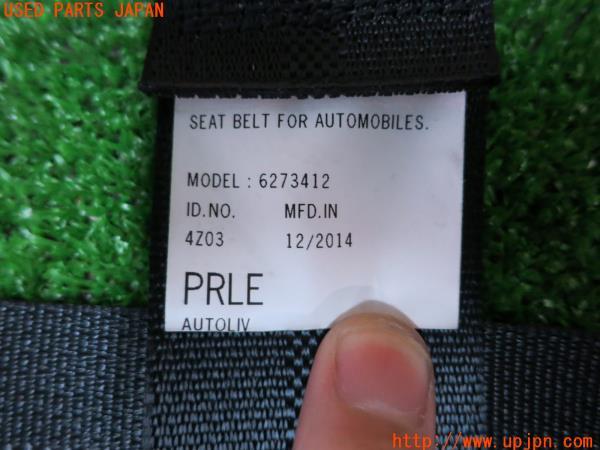 USED PARTS JAPAN
SEAT BELT FOR AUTOMOBILES.
MODEL : 6273412
ID.NO. MFD.IN
4Z03 12/2014
PRLE
AUTOLIV
http://www.upjpn.com/